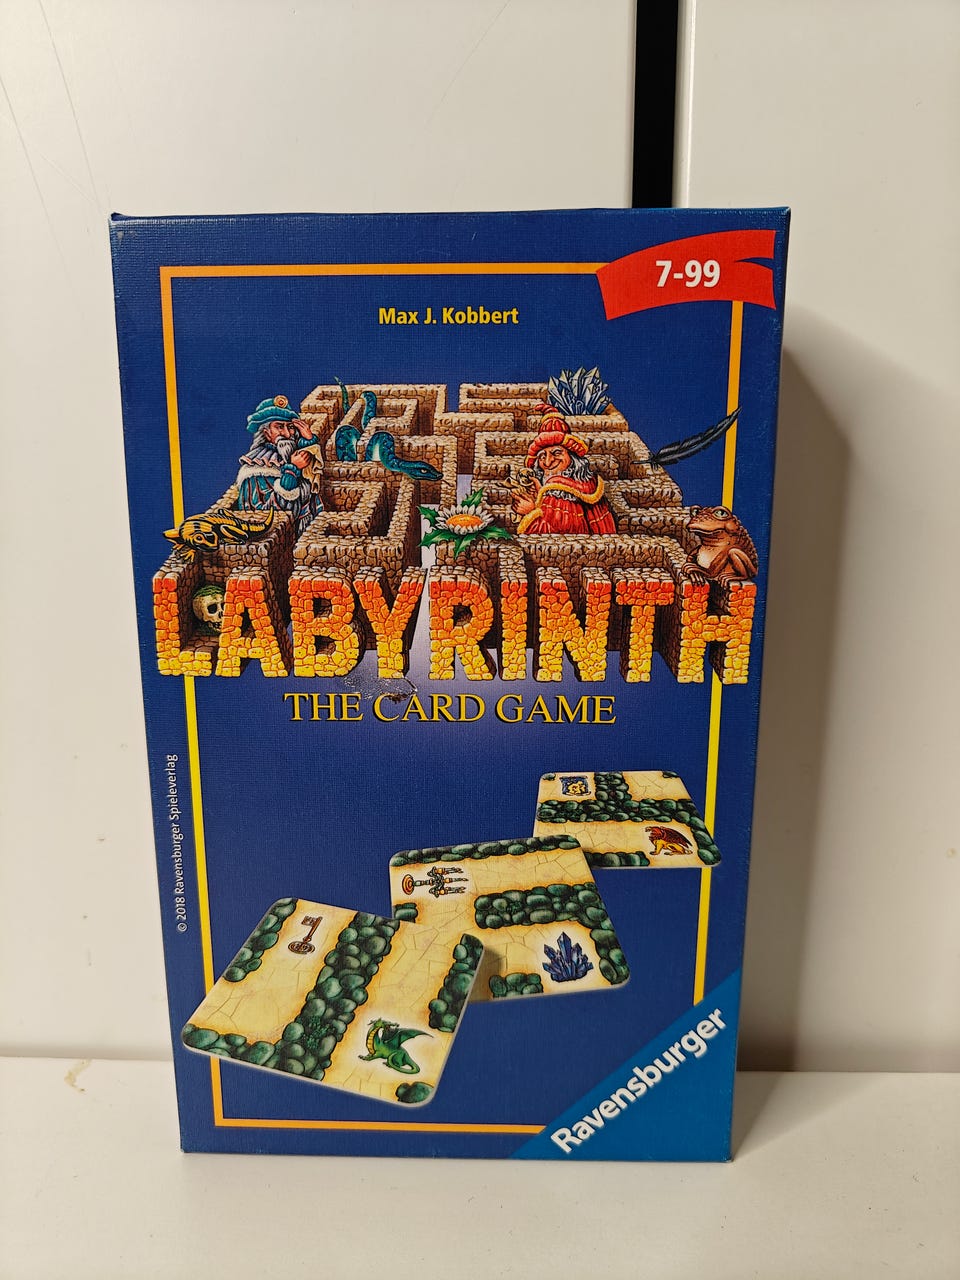 7-99
Max J. Kobbert
LABYRINTH
THE CARD GAME
© 2018 Ravensburger Spieleverlag
Ravensburger